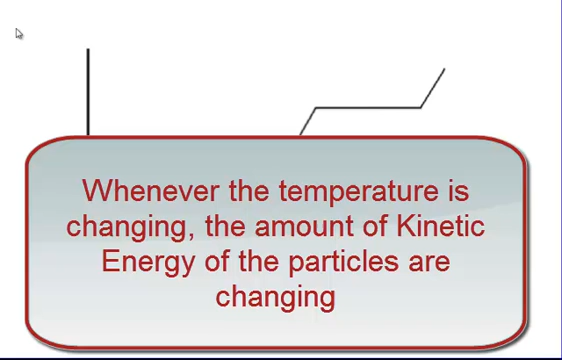 Whenever the temperature is
changing, the amount of Kinetic
Energy of the particles are
changing